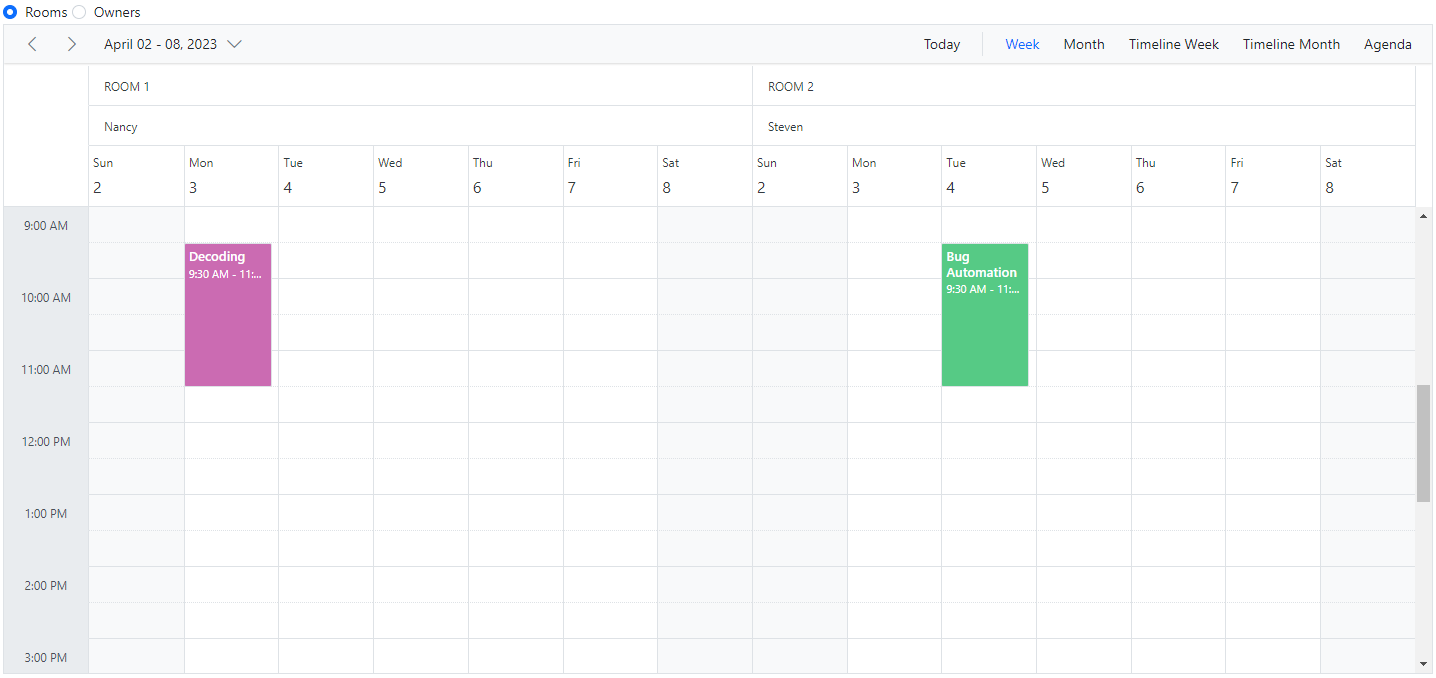 Rooms Owners
April 02 - 08, 2023 Today Week Month Timeline Week Timeline Month Agenda
ROOM 1 ROOM 2
Nancy Steven
Sun Mon Tue Wed Thu Fri Sat Sun Mon Tue Wed Thu Fri Sat
2 3 4 5 6 7 8 2 3 4 5 6 7 8
9:00 AM
Decoding Bug
Automation
9:30 AM - 11:... 9:30 AM - 11:...
10:00 AM
11:00 AM
12:00 PM
1:00 PM
2:00 PM
3:00 PM